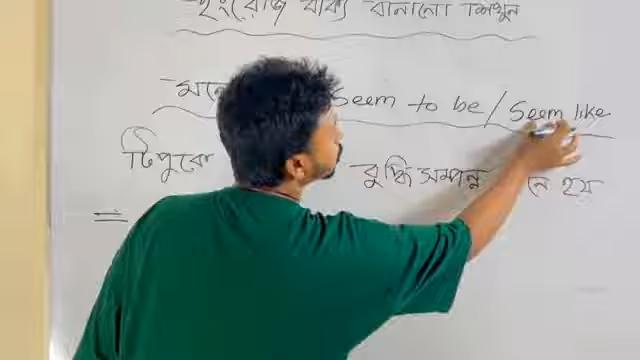 ইংরেজি বাক্য বানানো শিখুন
Seem to be / Seem like
টিপুকে বুদ্ধিসম্পন্ন হয়
=